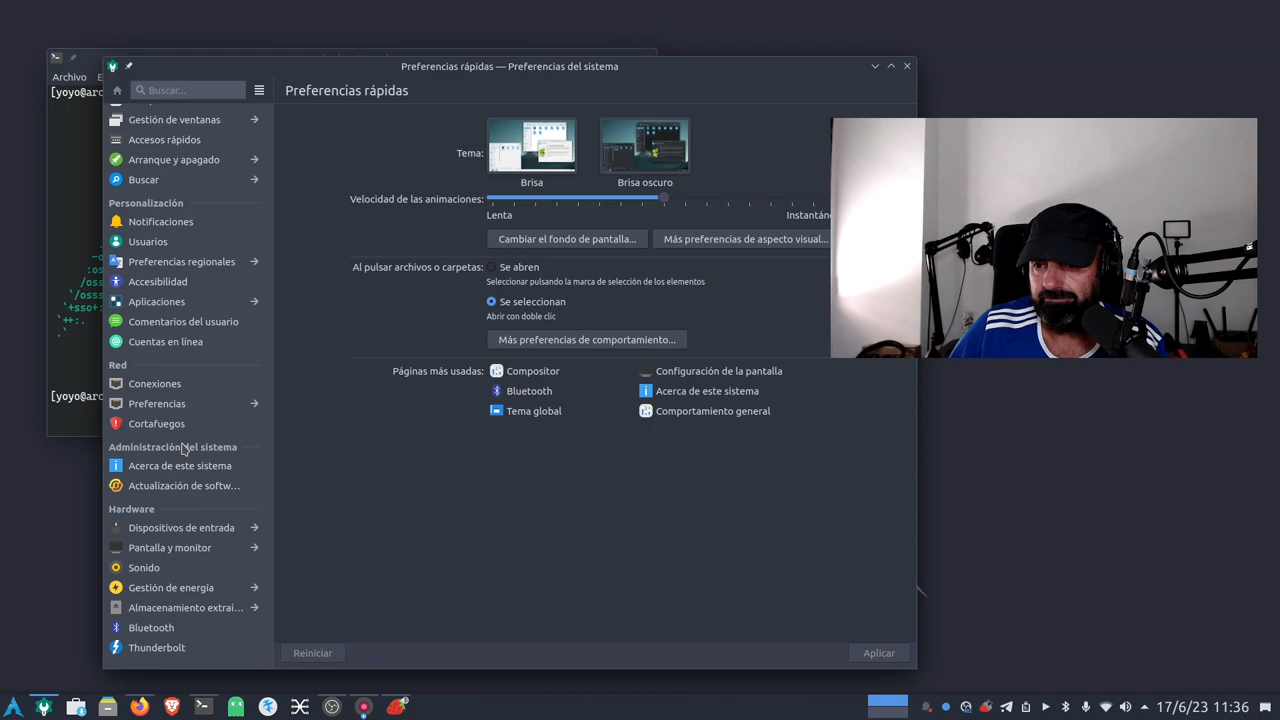 Preferencias rápidas — Preferencias del sistema
Archivo
[yoyo@arc
Buscar...
Preferencias rápidas
Gestión de ventanas
Accesos rápidos
Arranque y apagado
Buscar
Personalización
Notificaciones
Usuarios
Preferencias regionales
Accesibilidad
Aplicaciones
Comentarios del usuario
Cuentas en línea
Red
Conexiones
Preferencias
Cortafuegos
Administración del sistema
Acerca de este sistema
Actualización de softw...
Hardware
Dispositivos de entrada
Pantalla y monitor
Sonido
Gestión de energía
Almacenamiento extraí...
Bluetooth
Thunderbolt
Tema:
Brisa
Brisa oscuro
Velocidad de las animaciones:
Lenta
Instantáne
Cambiar el fondo de pantalla...
Más preferencias de aspecto visual...
Al pulsar archivos o carpetas:
Se abren
Seleccionar pulsando la marca de selección de los elementos
Se seleccionan
Abrir con doble clic
Más preferencias de comportamiento...
Páginas más usadas:
Compositor
Configuración de la pantalla
Bluetooth
Acerca de este sistema
Tema global
Comportamiento general
[yoyo@arc
Reiniciar
Aplicar
17/6/23 11:36